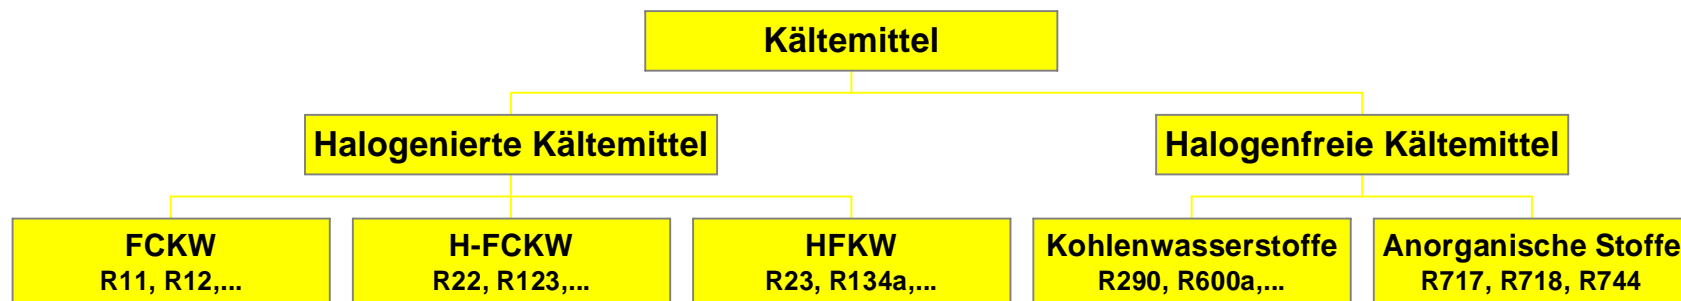 Kältemittel
Halogenierte Kältemittel
Halogenfreie Kältemittel
FCKW
R11, R12,...
H-FCKW
R22, R123,...
HFKW
R23, R134a,...
Kohlenwasserstoffe
R290, R600a,...
Anorganische Stoffe
R717, R718, R744